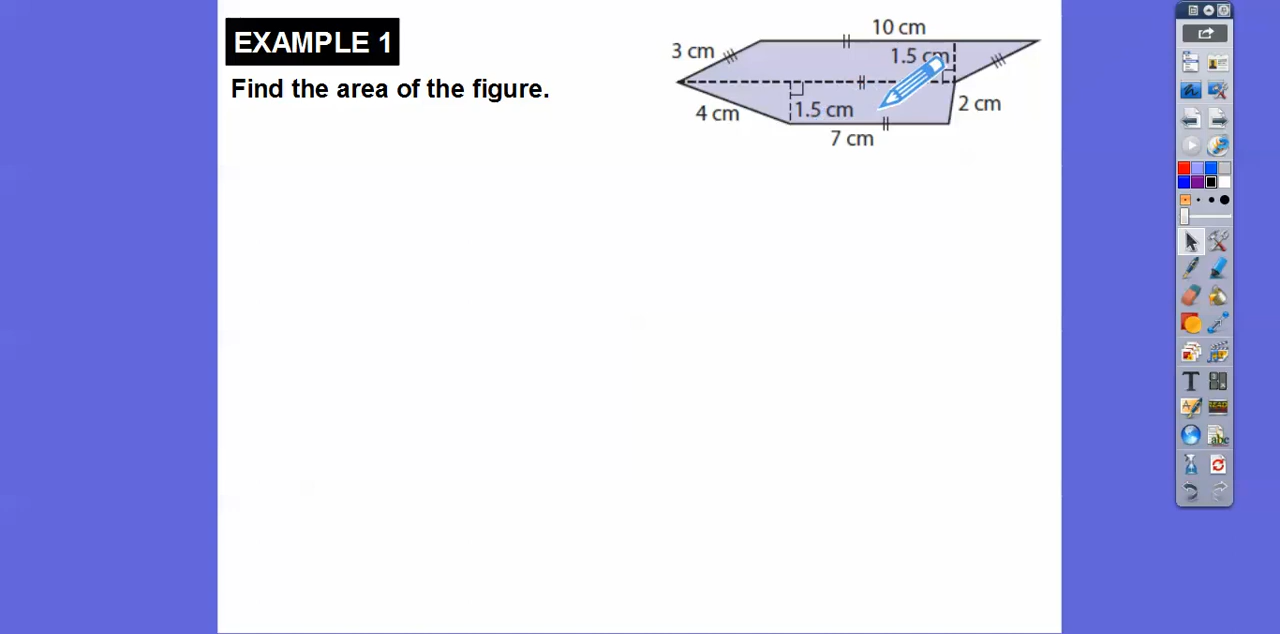 EXAMPLE 1
Find the area of the figure.
10 cm
3 cm
1.5 cm
4 cm
1.5 cm
2 cm
7 cm